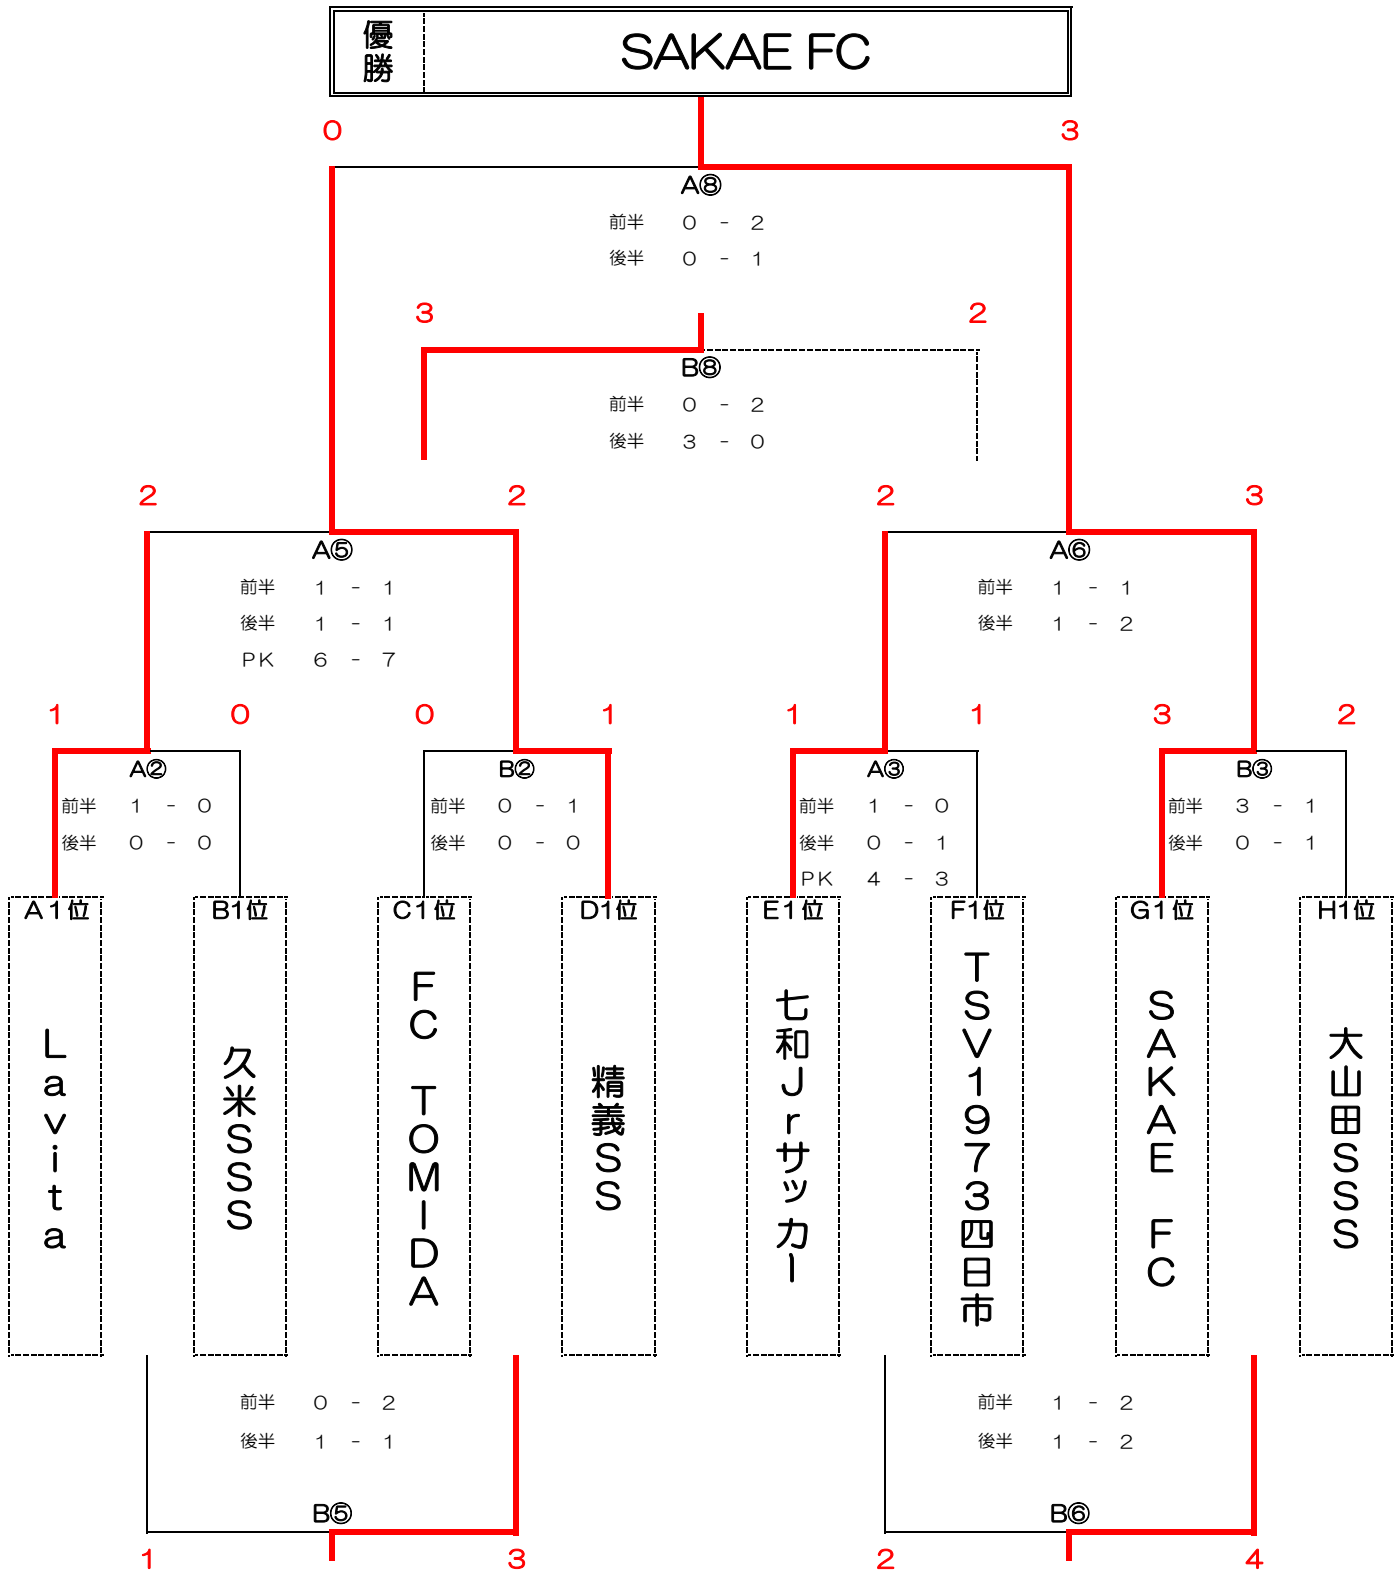 優勝 SAKAE FC
0 3
A⑧
前半 0 - 2
後半 0 - 1
3 2
B⑧
前半 0 - 2
後半 3 - 0
2 2 2 3
A⑤ A⑥
前半 1 - 1 前半 1 - 1
後半 1 - 1 後半 1 - 2
PK 6 - 7
1 0 0 1 1 1 3 2
A② B② A③ B③
前半 1 - 0 前半 0 - 1 前半 1 - 0 前半 3 - 1
後半 0 - 0 後半 0 - 0 後半 0 - 1 後半 0 - 1
PK 4 - 3
A1位 B1位 C1位 D1位 E1位 F1位 G1位 H1位
Lavita
久米SSS
FC TOMIDA
精義SS
七和Jrサッカー
TSV1973四日市
SAKAE FC
大山田SSS
前半 0 - 2 前半 1 - 2
後半 1 - 1 後半 1 - 2
B⑤ B⑥
1 3 2 4